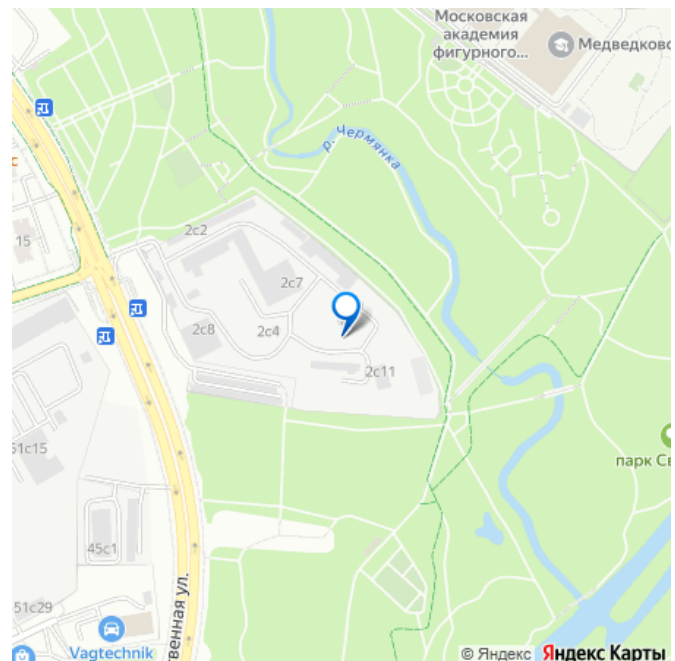 Московская
академия
фигурного...
Медведково
р. Чермянка
с
15
2с2
2с7
2с8
2с4
2с11
51с15
парк Св
45с1
51с29
Vagtechnik
венная ул.
© Яндекс Яндекс Карты